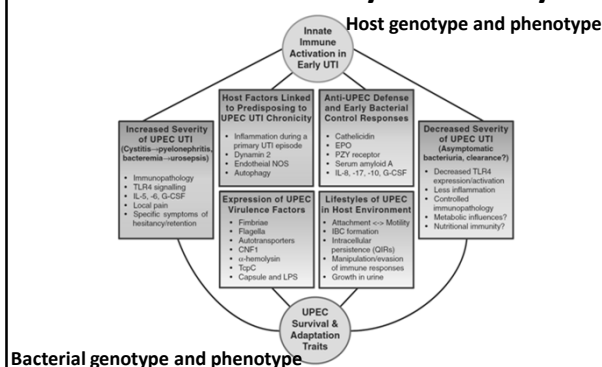 Host genotype and phenotype
Innate
Immune
Activation in
Early UTI
Increased Severity
of UPEC UTI
(Cystitis→pyelonephritis,
bacteremia→urosepsis)
• Immunopathology
• TLR4 signalling
• IL-5, -6, G-CSF
• Local pain
• Specific symptoms of
hesitancy/retention
Host Factors Linked
to Predisposing to
UPEC UTI Chronicity
• Inflammation during a
primary UTI episode
• Dynamin 2
• Endotheial NOS
• Autophagy
Anti-UPEC Defense
and Early Bacterial
Control Responses
• Cathelicidin
• EPO
• PZY receptor
• Serum amyloid A
• IL-8, -17, -10, G-CSF
Decreased Severity
of UPEC UTI
(Asymptomatic
bacteriuria, clearance?)
• Decreased TLR4
expression/activation
• Less inflammation
• Controlled
immunopathology
• Metabolic influences?
• Nutritional immunity?
Expression of UPEC
Virulence Factors
• Fimbriae
• Flagella
• Autotransporters
• CNF1
• α-hemolysin
• TcpC
• Capsule and LPS
Lifestyles of UPEC
in Host Environment
• Attachment <-> Motility
• IBC formation
• Intracellular
persistence (QIRs)
• Manipulation/evasion
of immune responses
• Growth in urine
UPEC
Survival &
Adaptation
Traits
Bacterial genotype and phenotype